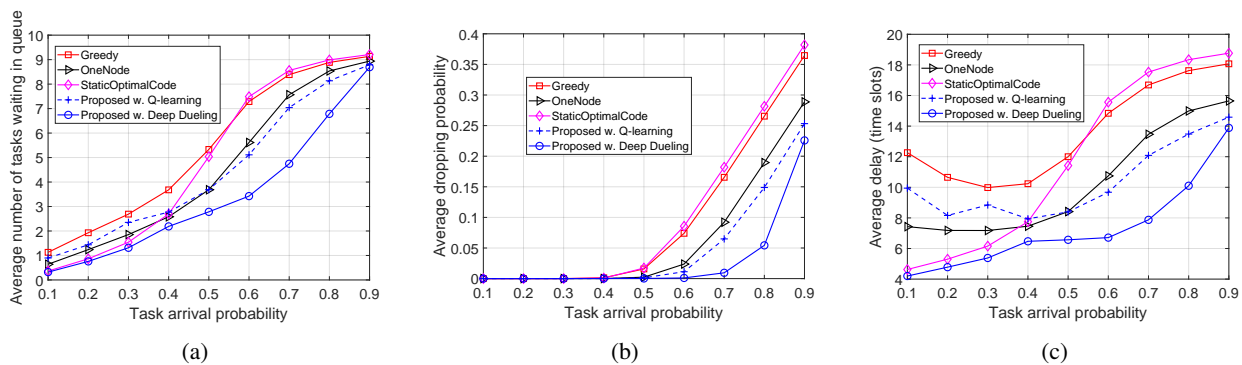 Average number of tasks waiting in queue
10
9
8
7
6
5
4
3
2
1
0
Greedy
OneNode
StaticOptimalCode
Proposed w. Q-learning
Proposed w. Deep Dueling
0.1 0.2 0.3 0.4 0.5 0.6 0.7 0.8 0.9
Task arrival probability
(a)
Average dropping probability
0.4
0.35
0.3
0.25
0.2
0.15
0.1
0.05
0
Greedy
OneNode
StaticOptimalCode
Proposed w. Q-learning
Proposed w. Deep Dueling
0.1 0.2 0.3 0.4 0.5 0.6 0.7 0.8 0.9
Task arrival probability
(b)
Average delay (time slots)
20
18
16
14
12
10
8
6
4
Greedy
OneNode
StaticOptimalCode
Proposed w. Q-learning
Proposed w. Deep Dueling
0.1 0.2 0.3 0.4 0.5 0.6 0.7 0.8 0.9
Task arrival probability
(c)